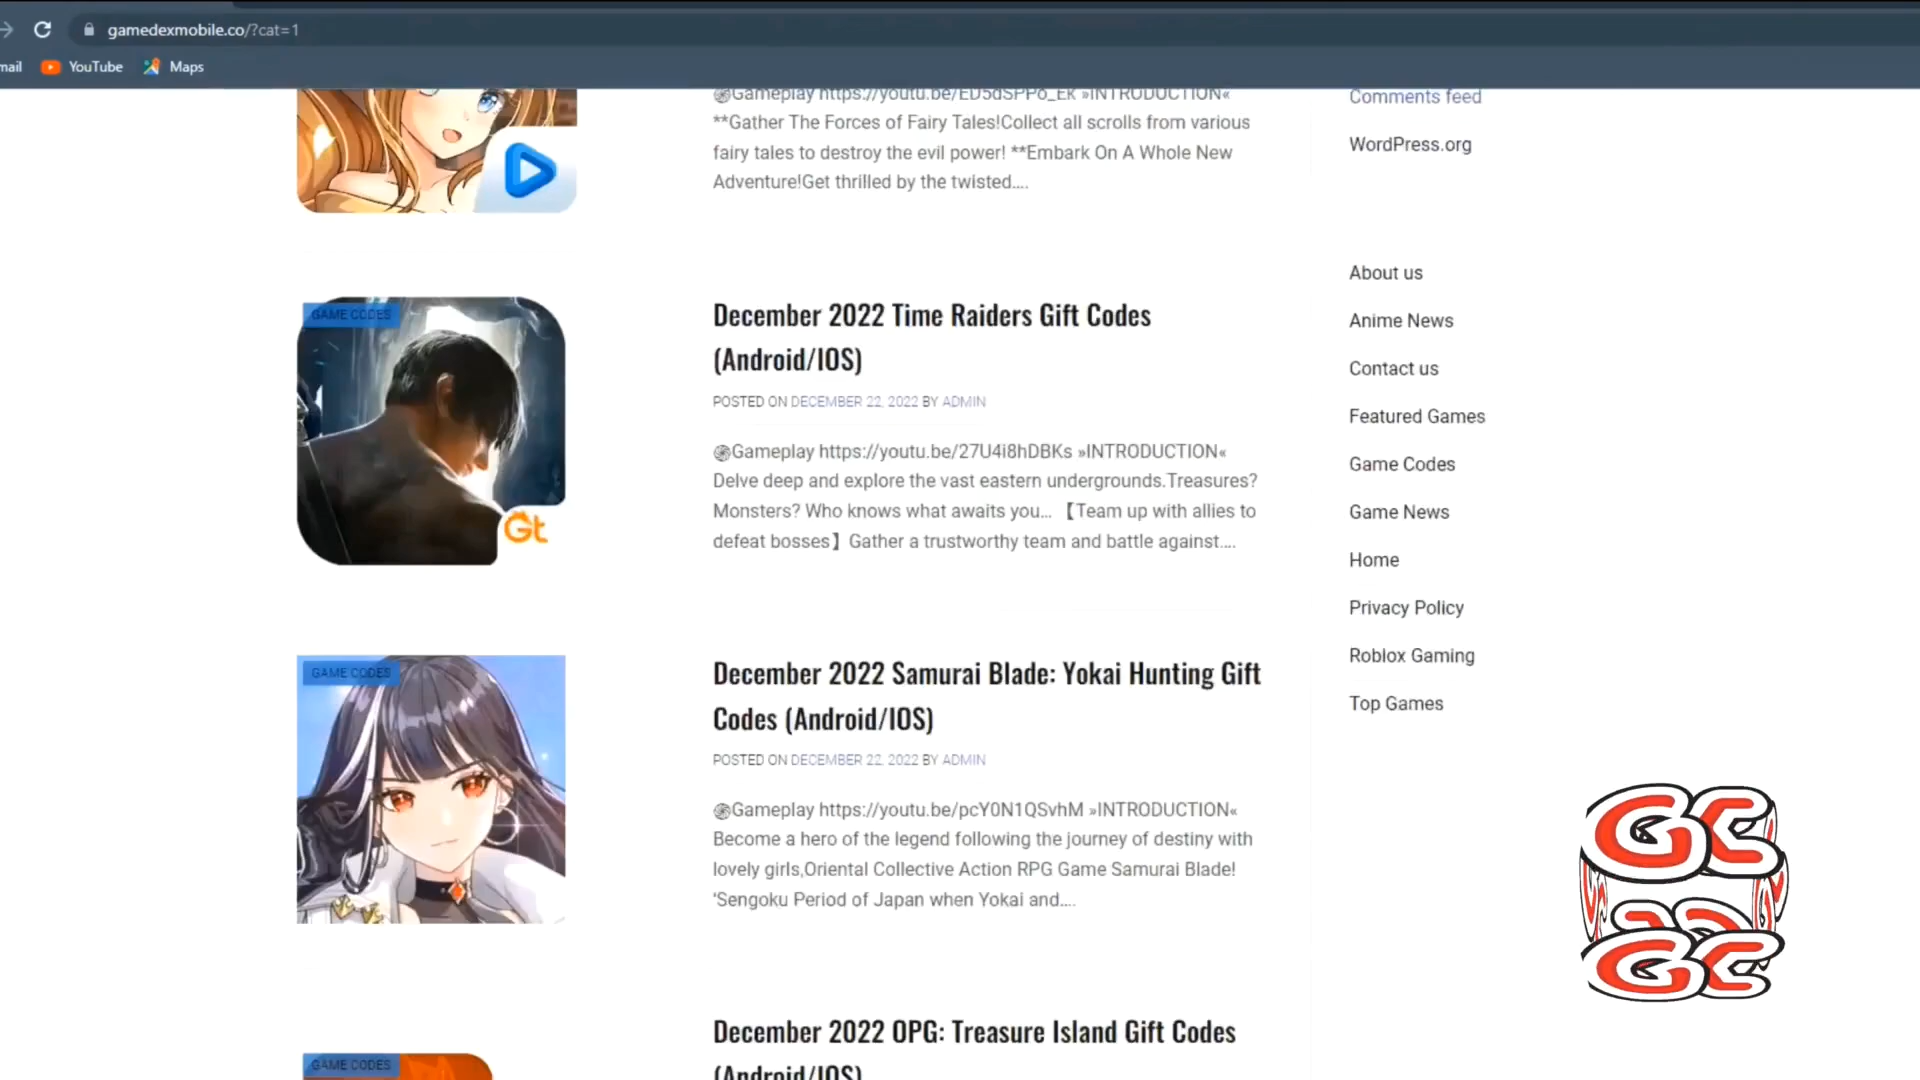 gamedexmobile.co/?cat=1
mail YouTube Maps
֍Gameplay https://youtu.be/ED5dSPPo_Ek »INTRODUCTION«
**Gather The Forces of Fairy Tales!Collect all scrolls from various
fairy tales to destroy the evil power! **Embark On A Whole New
Adventure!Get thrilled by the twisted....
GAME CODES
Gt
December 2022 Time Raiders Gift Codes
(Android/IOS)
POSTED ON DECEMBER 22, 2022 BY ADMIN
֍Gameplay https://youtu.be/27U4i8hDBKs »INTRODUCTION«
Delve deep and explore the vast eastern undergrounds.Treasures?
Monsters? Who knows what awaits you... 【Team up with allies to
defeat bosses】Gather a trustworthy team and battle against....
GAME CODES
December 2022 Samurai Blade: Yokai Hunting Gift
Codes (Android/IOS)
POSTED ON DECEMBER 22, 2022 BY ADMIN
֍Gameplay https://youtu.be/pcY0N1QSvhM »INTRODUCTION«
Become a hero of the legend following the journey of destiny with
lovely girls,Oriental Collective Action RPG Game Samurai Blade!
'Sengoku Period of Japan when Yokai and....
GAME CODES
December 2022 OPG: Treasure Island Gift Codes
(Android/IOS)
Comments feed
WordPress.org
About us
Anime News
Contact us
Featured Games
Game Codes
Game News
Home
Privacy Policy
Roblox Gaming
Top Games
GC
GC